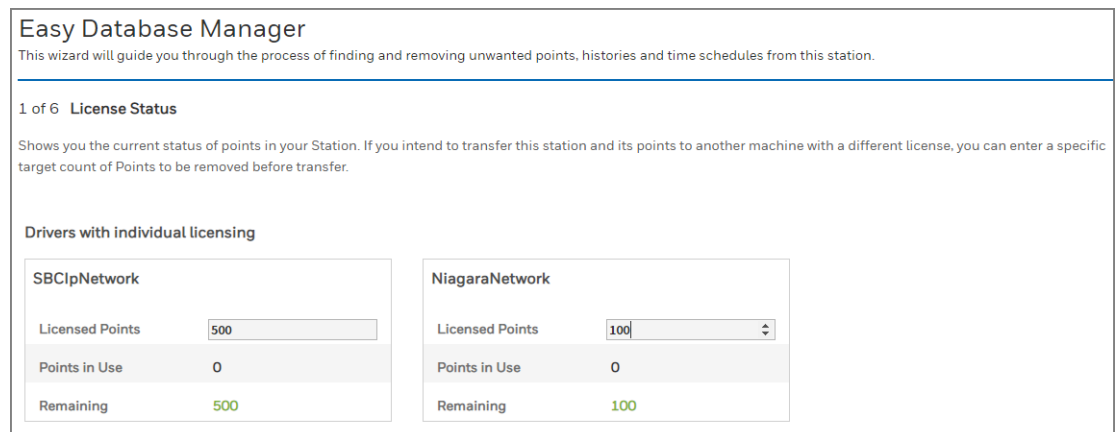 Easy Database Manager
This wizard will guide you through the process of finding and removing unwanted points, histories and time schedules from this station.
1 of 6 License Status
Shows you the current status of points in your Station. If you intend to transfer this station and its points to another machine with a different license, you can enter a specific
target count of Points to be removed before transfer.
Drivers with individual licensing
SBCIpNetwork
Licensed Points 500
Points in Use 0
Remaining 500
NiagaraNetwork
Licensed Points 100
Points in Use 0
Remaining 100